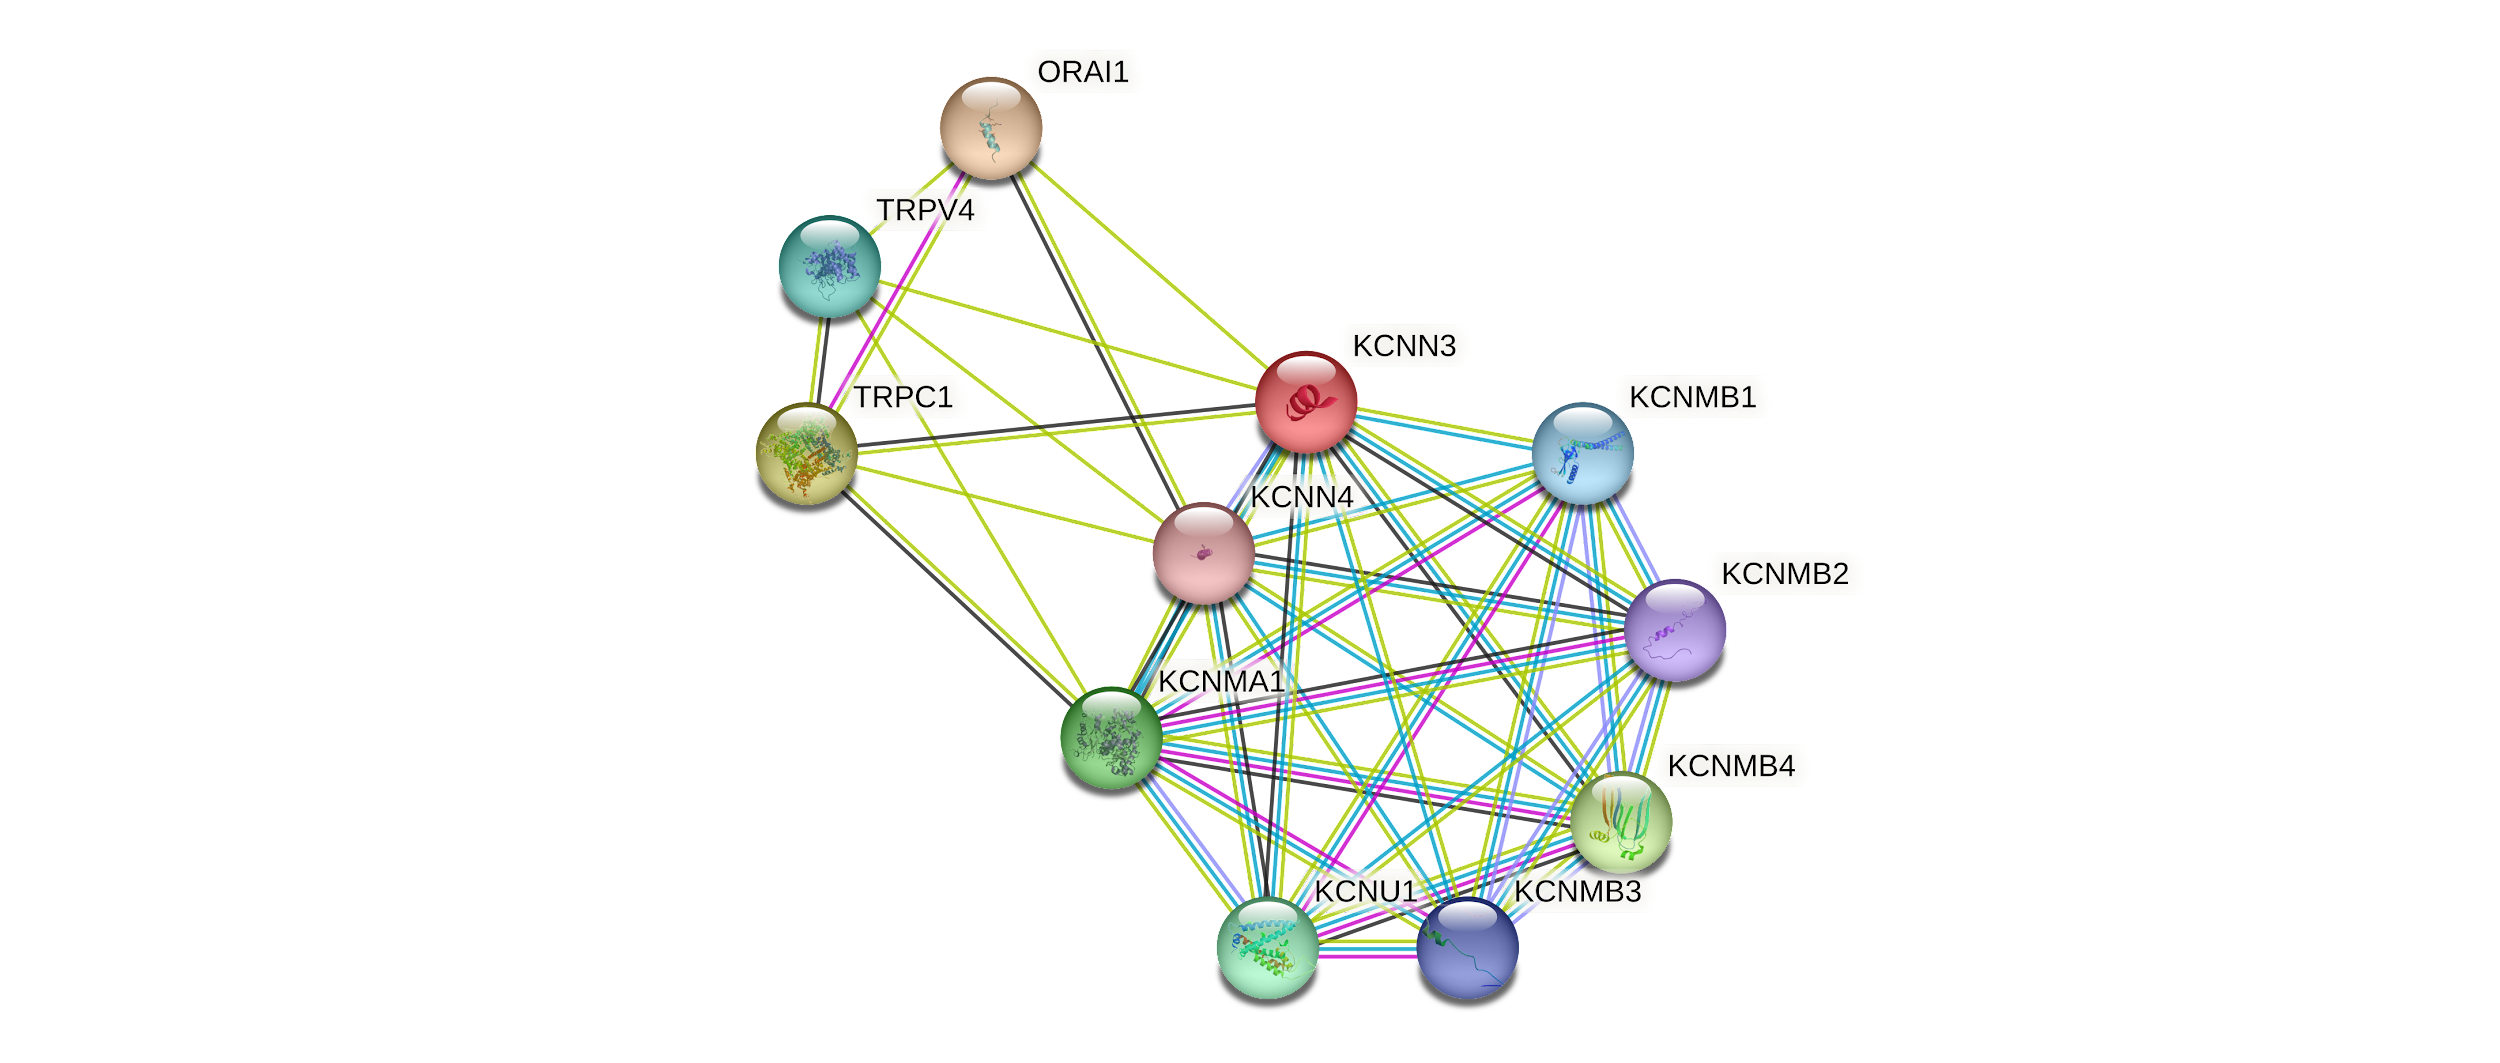 ORAI1
TRPV4
KCNN3
TRPC1
KCNMB1
KCNN4
KCNMB2
KCNMA1
KCNMB4
KCNU1
KCNMB3